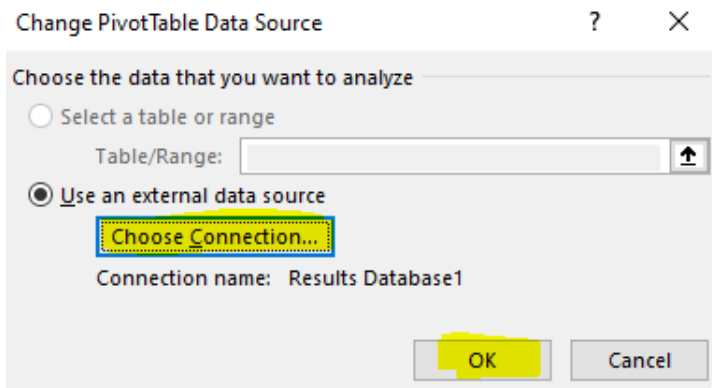 Change PivotTable Data Source ? ×
Choose the data that you want to analyze
Select a table or range
Table/Range:
Use an external data source
Choose Connection...
Connection name: Results Database1
OK Cancel